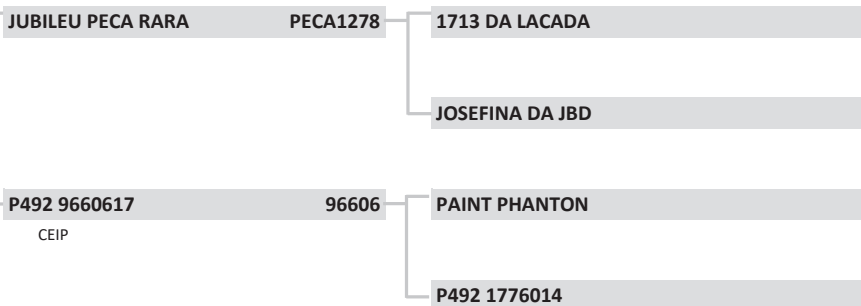 JUBILEU PECA RARA PECA1278
1713 DA LACADA
JOSEFINA DA JBD
P492 9660617 96606
PAINT PHANTON
CEIP
P492 1776014